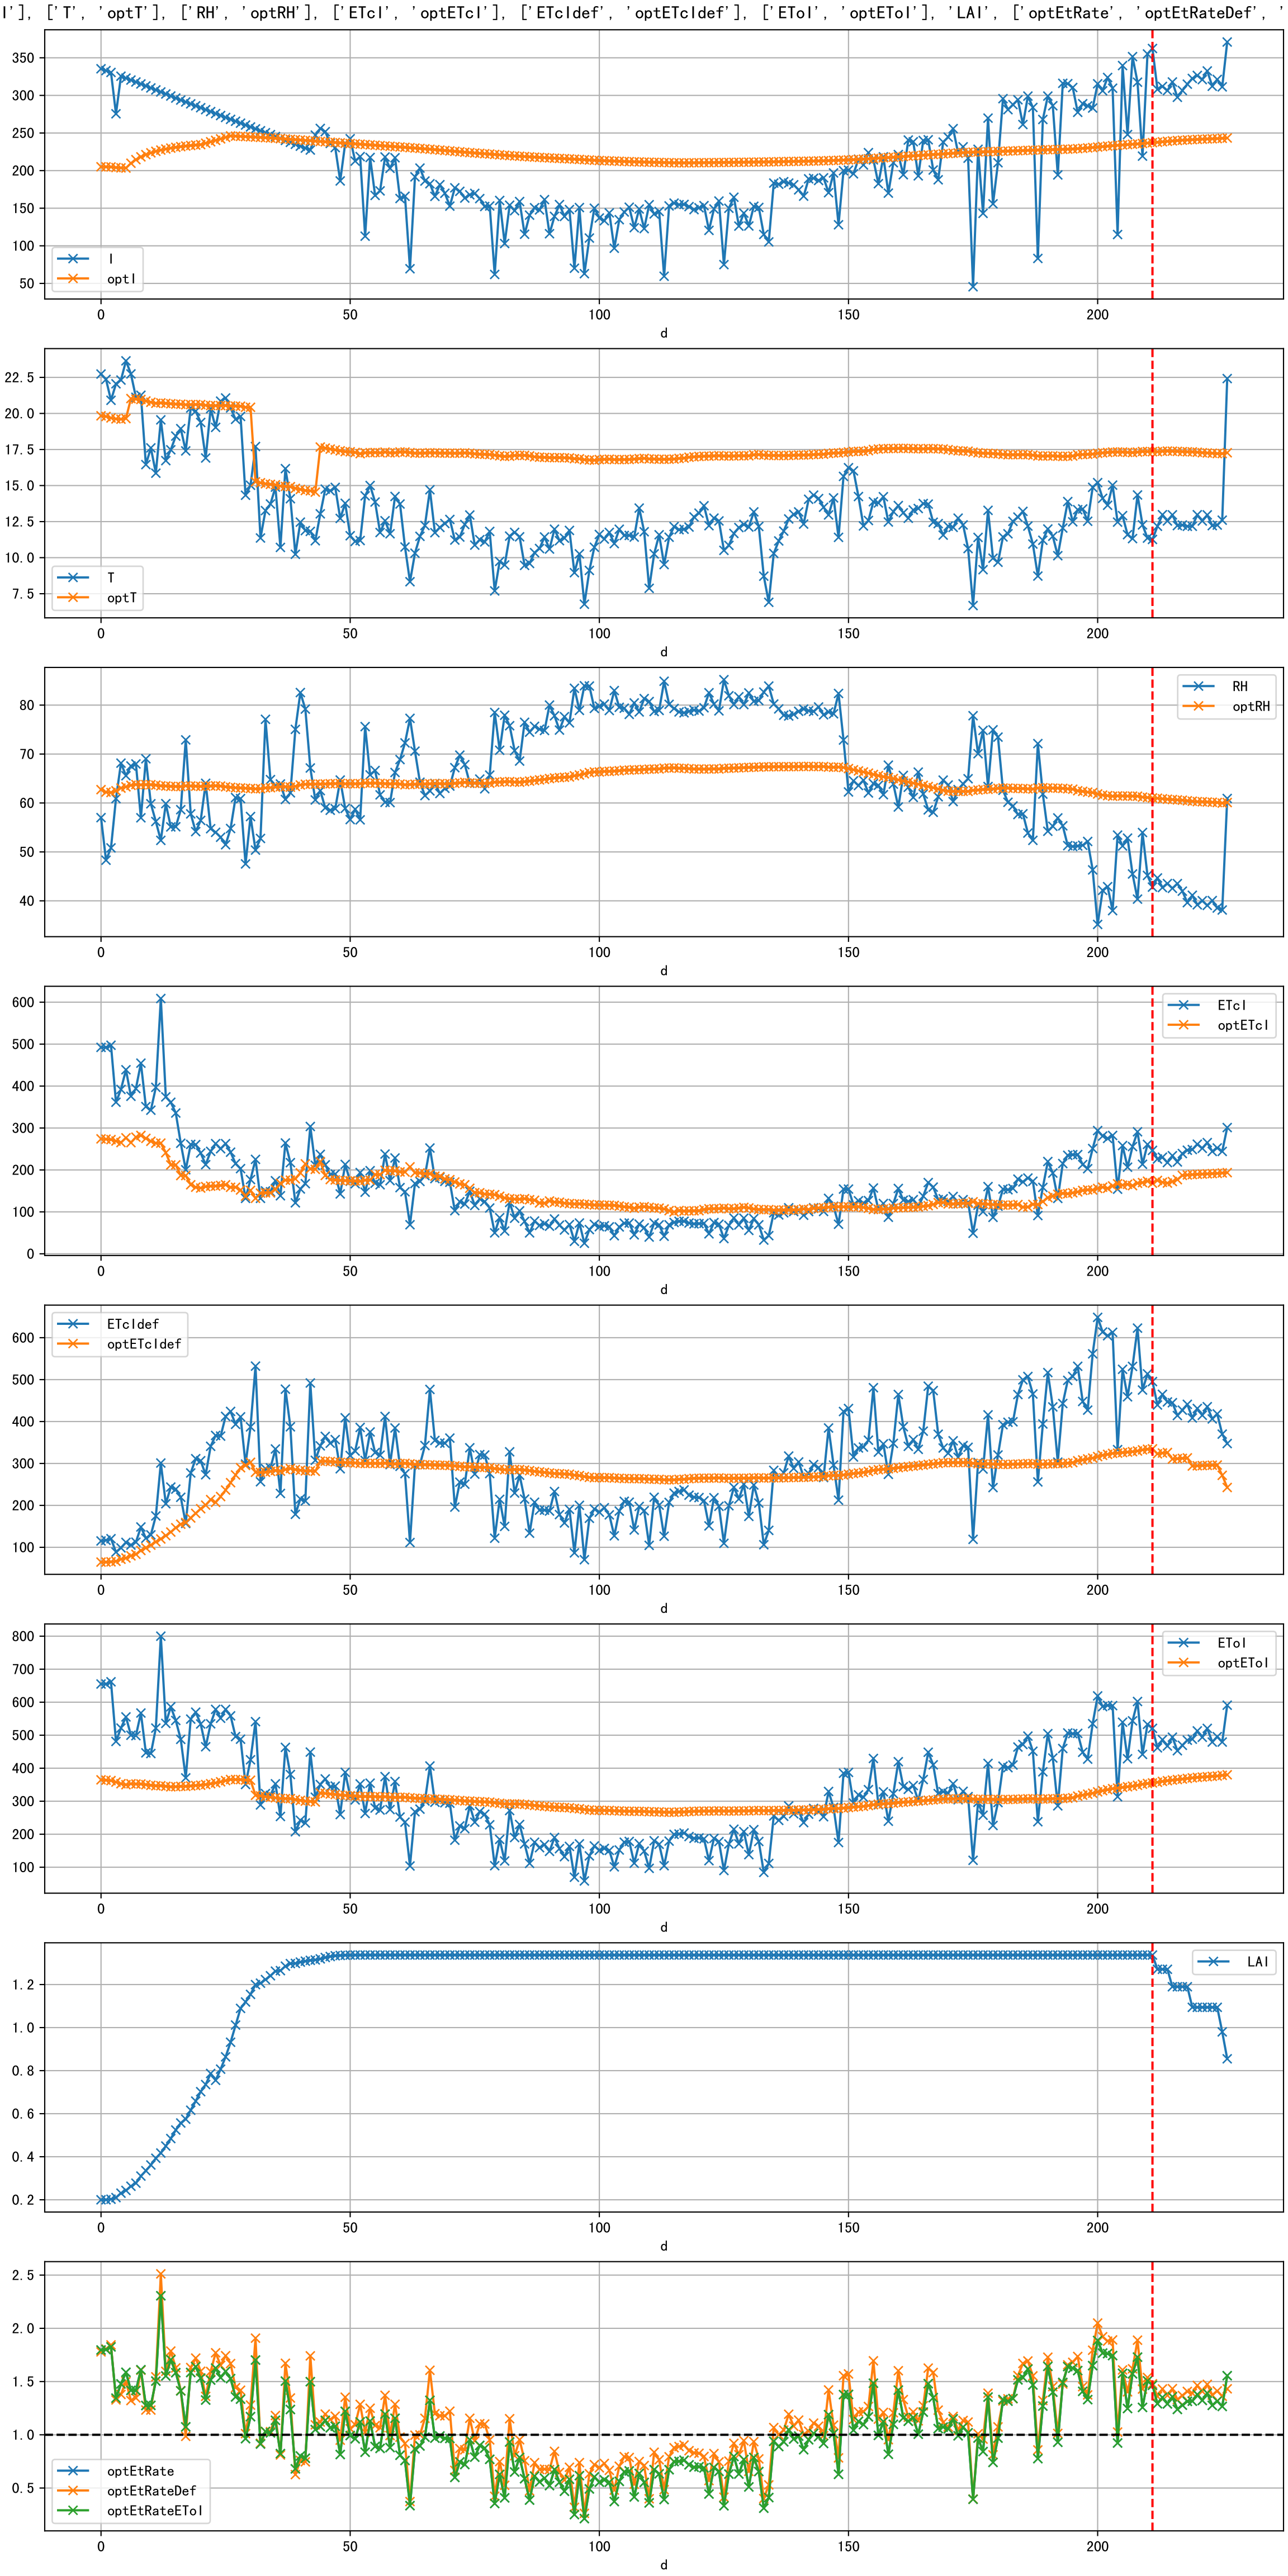 I'], ['T', 'optT'], ['RH', 'optRH'], ['ETcI', 'optETcI'], ['ETcIdef', 'optETcIdef'], ['EToI', 'optEToI'], 'LAI', ['optEtRate', 'optEtRateDef', '
350
300
250
200
150
100
50
I
optI
0 50 100 150 200
d
22.5
20.0
17.5
15.0
12.5
10.0
7.5
T
optT
0 50 100 150 200
d
80
70
60
50
40
RH
optRH
0 50 100 150 200
d
600
500
400
300
200
100
0
ETcI
optETcI
0 50 100 150 200
d
600
500
400
300
200
100
ETcIdef
optETcIdef
0 50 100 150 200
d
800
700
600
500
400
300
200
100
EToI
optEToI
0 50 100 150 200
d
1.2
1.0
0.8
0.6
0.4
0.2
LAI
0 50 100 150 200
d
2.5
2.0
1.5
1.0
0.5
optEtRate
optEtRateDef
optEtRateEToI
0 50 100 150 200
d